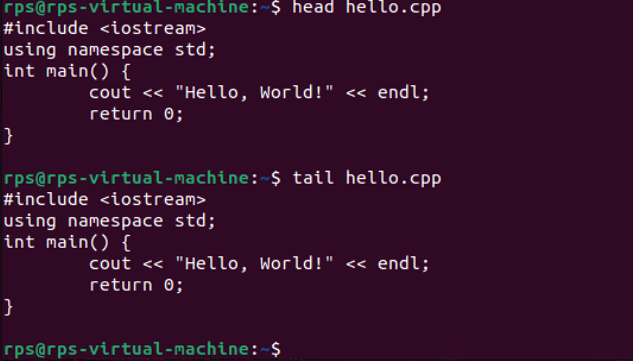 rps@rps-virtual-machine:~$ head hello.cpp
#include <iostream>
using namespace std;
int main() {
        cout << "Hello, World!" << endl;
        return 0;
}

rps@rps-virtual-machine:~$ tail hello.cpp
#include <iostream>
using namespace std;
int main() {
        cout << "Hello, World!" << endl;
        return 0;
}

rps@rps-virtual-machine:~$